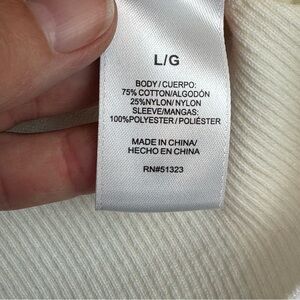 L/G
BODY/CUERPO:
75% COTTON/ALGODÓN
25%NYLON/NYLON
SLEEVE/MANGAS:
100%POLYESTER/POLIÉSTER
MADE IN CHINA/
HECHO EN CHINA
RN#51323